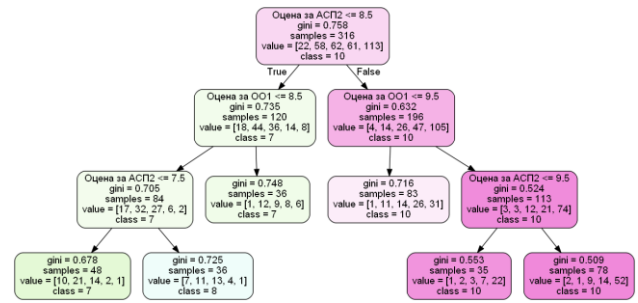 Оцена за АСП2 <= 8.5
gini = 0.758
samples = 316
value = [22, 58, 62, 61, 113]
class = 10
True
False
Оцена за ОО1 <= 8.5
gini = 0.735
samples = 120
value = [18, 44, 36, 14, 8]
class = 7
Оцена за ОО1 <= 9.5
gini = 0.632
samples = 196
value = [4, 14, 26, 47, 105]
class = 10
Оцена за АСП2 <= 7.5
gini = 0.705
samples = 84
value = [17, 32, 27, 6, 2]
class = 7
gini = 0.748
samples = 36
value = [1, 12, 9, 8, 6]
class = 7
gini = 0.716
samples = 83
value = [1, 11, 14, 26, 31]
class = 10
Оцена за АСП2 <= 9.5
gini = 0.524
samples = 113
value = [3, 3, 12, 21, 74]
class = 10
gini = 0.678
samples = 48
value = [10, 21, 14, 2, 1]
class = 7
gini = 0.725
samples = 36
value = [7, 11, 13, 4, 1]
class = 8
gini = 0.553
samples = 35
value = [1, 2, 3, 7, 22]
class = 10
gini = 0.509
samples = 78
value = [2, 1, 9, 14, 52]
class = 10